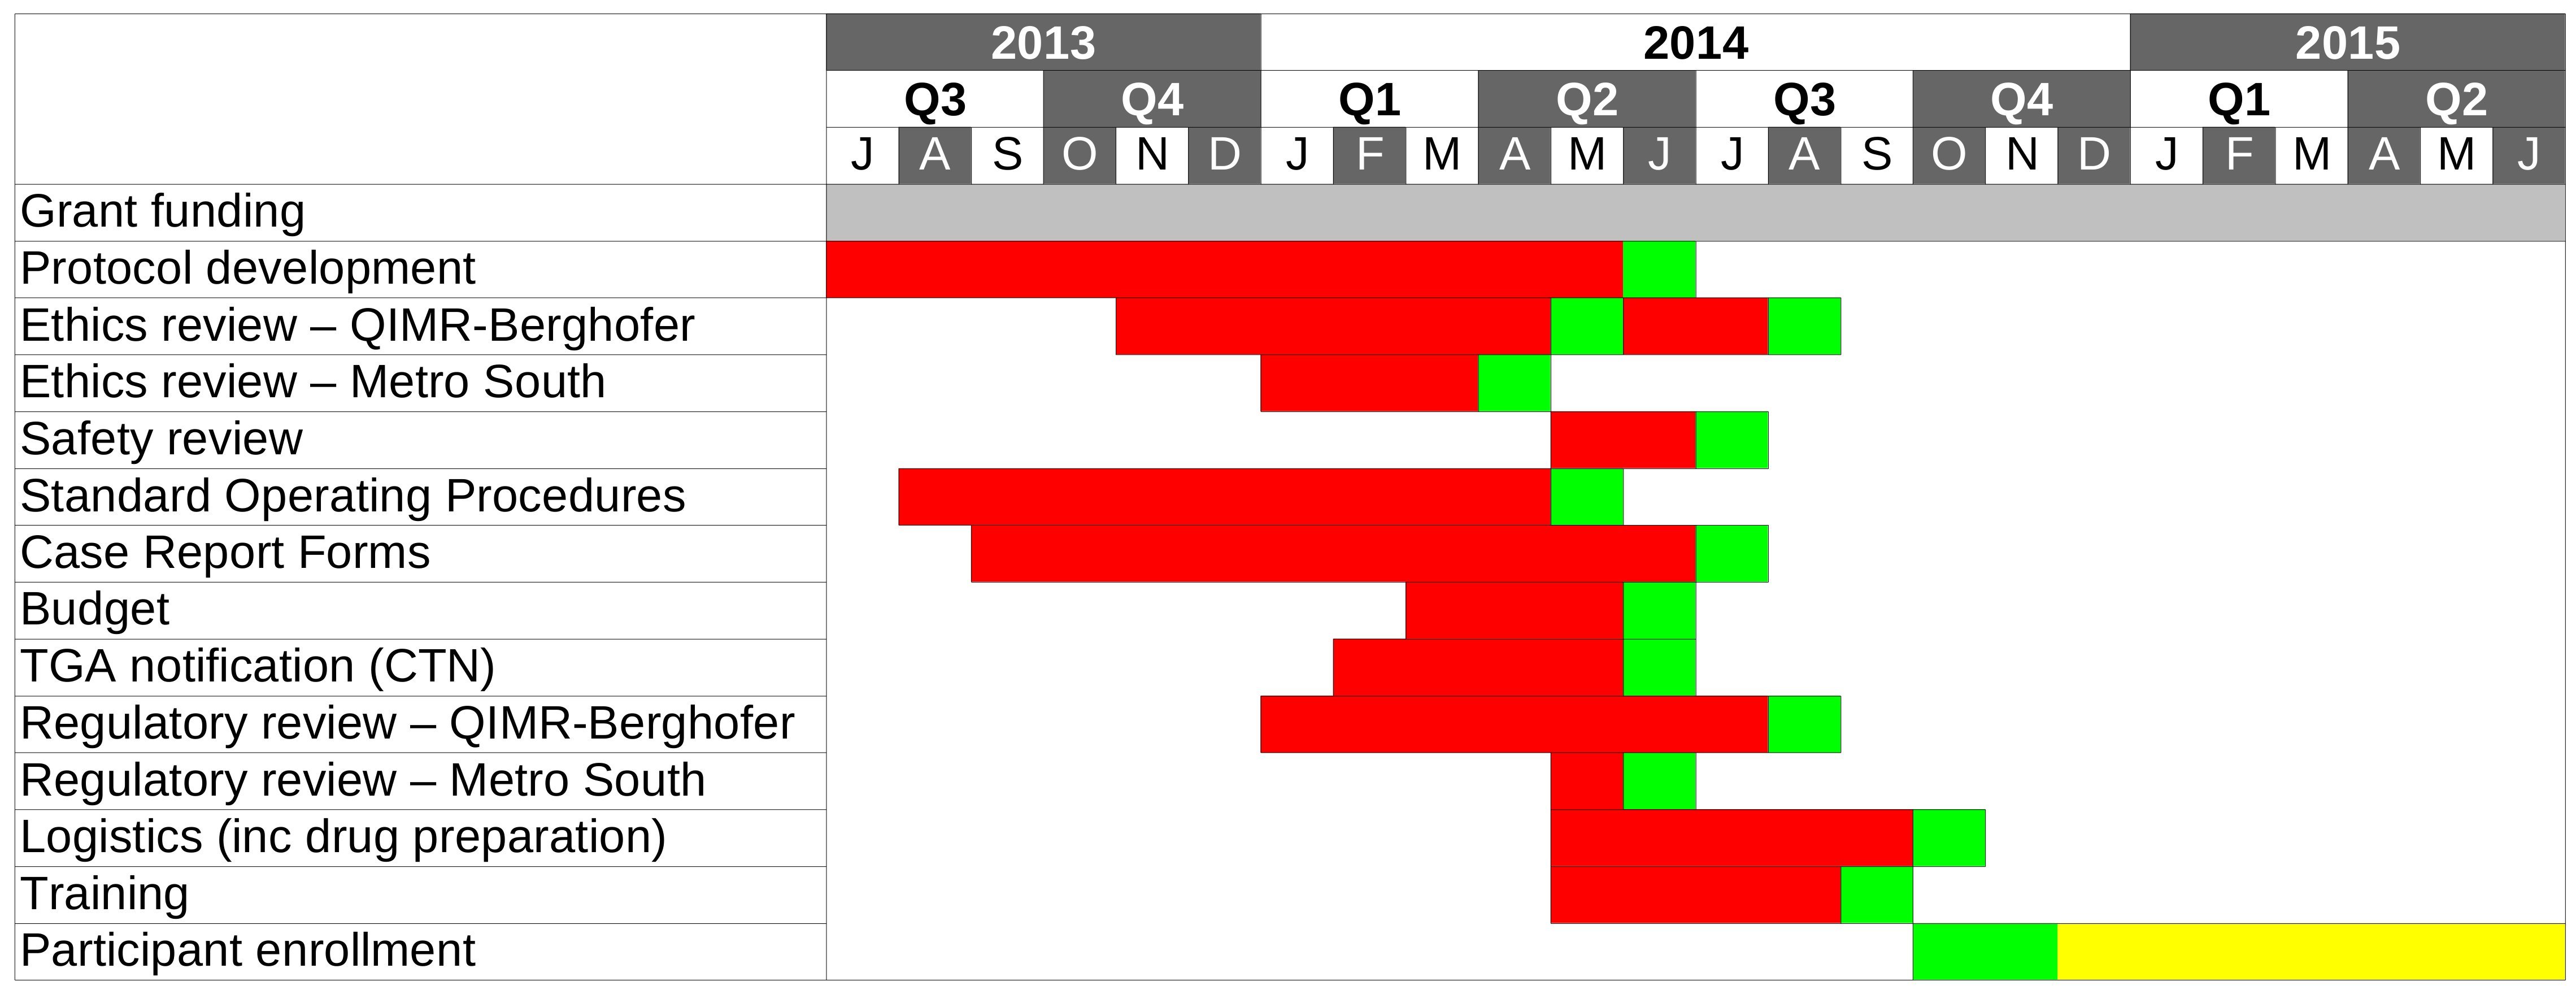 2013 2014 2015
Q3 Q4 Q1 Q2 Q3 Q4 Q1 Q2
J A S O N D J F M A M J J A S O N D J F M A M J
Grant funding
Protocol development
Ethics review – QIMR-Berghofer
Ethics review – Metro South
Safety review
Standard Operating Procedures
Case Report Forms
Budget
TGA notification (CTN)
Regulatory review – QIMR-Berghofer
Regulatory review – Metro South
Logistics (inc drug preparation)
Training
Participant enrollment